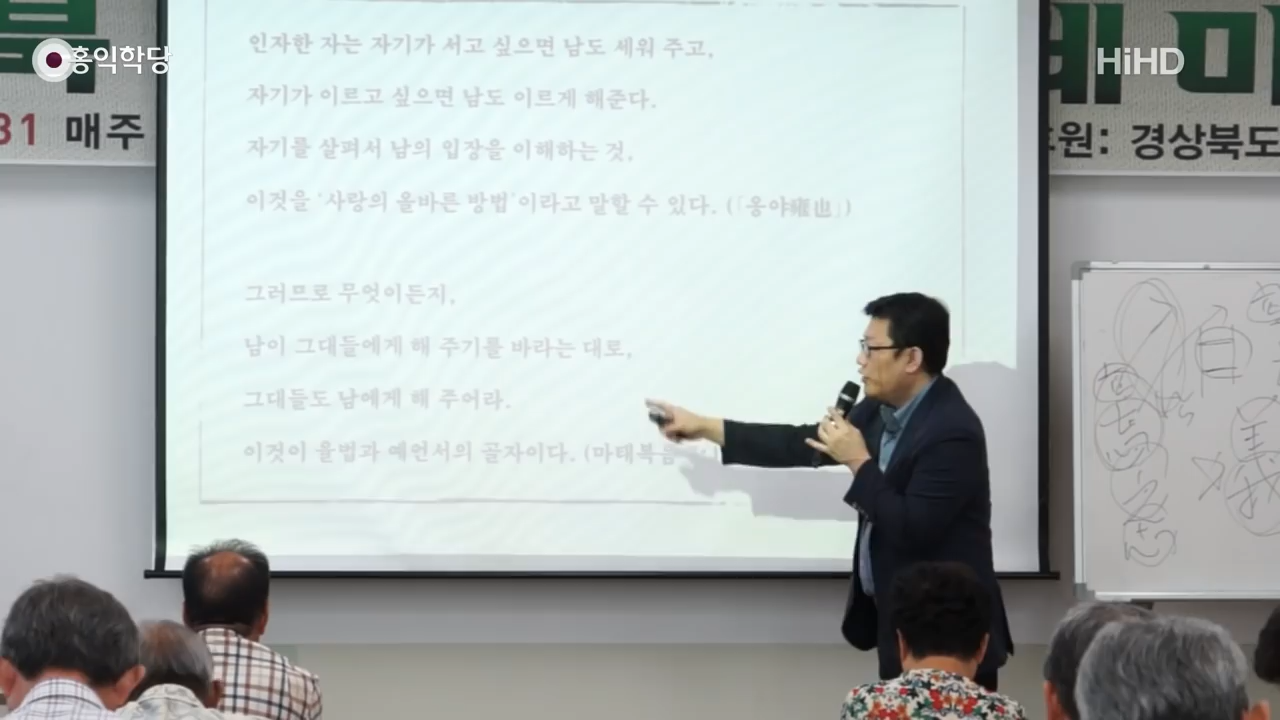 홍익학당
HiHD
31 매주
원: 경상북도
인자한 자는 자기가 서고 싶으면 남도 세워 주고,
자기가 이르고 싶으면 남도 이르게 해준다.
자기를 살펴서 남의 입장을 이해하는 것,
이것을 '사랑의 올바른 방법'이라고 말할 수 있다. (「옹야雍也」)
그러므로 무엇이든지,
남이 그대들에게 해 주기를 바라는 대로,
그대들도 남에게 해 주어라.
이것이 율법과 예언서의 골자이다. (마태복음
自
義